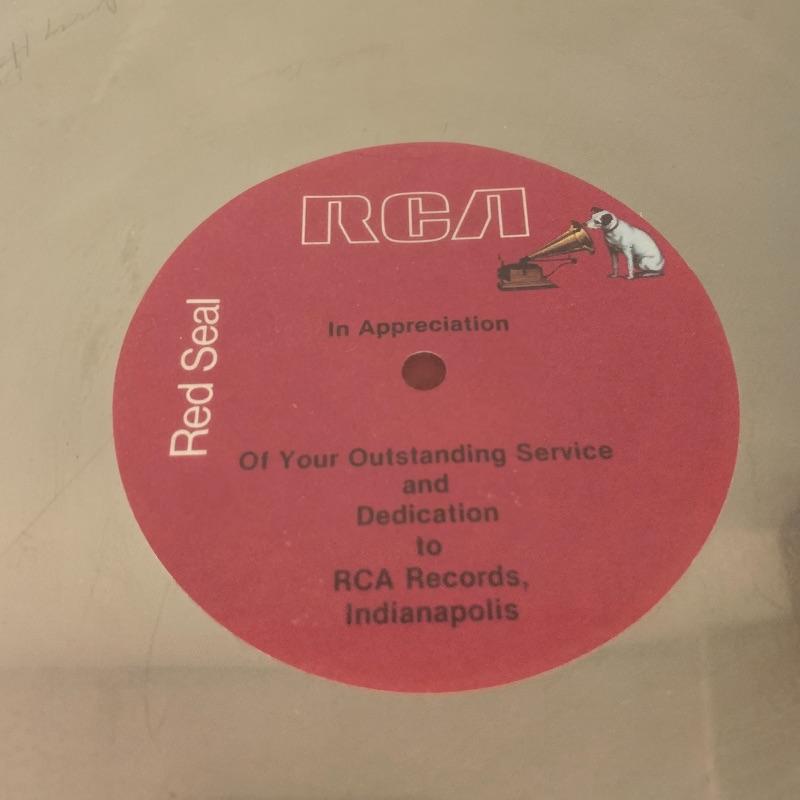 RCA
Red Seal
In Appreciation
Of Your Outstanding Service
and
Dedication
to
RCA Records,
Indianapolis